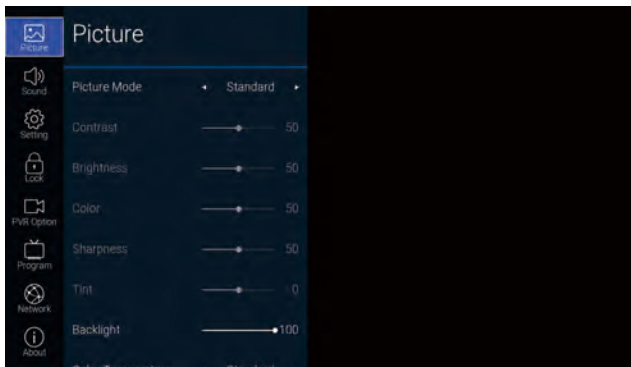 Picture
Sound
Setting
Lock
PVR Option
Program
Network
About
Picture
Picture Mode Standard
Contrast 50
Brightness 50
Color 50
Sharpness 50
Tint 0
Backlight 100